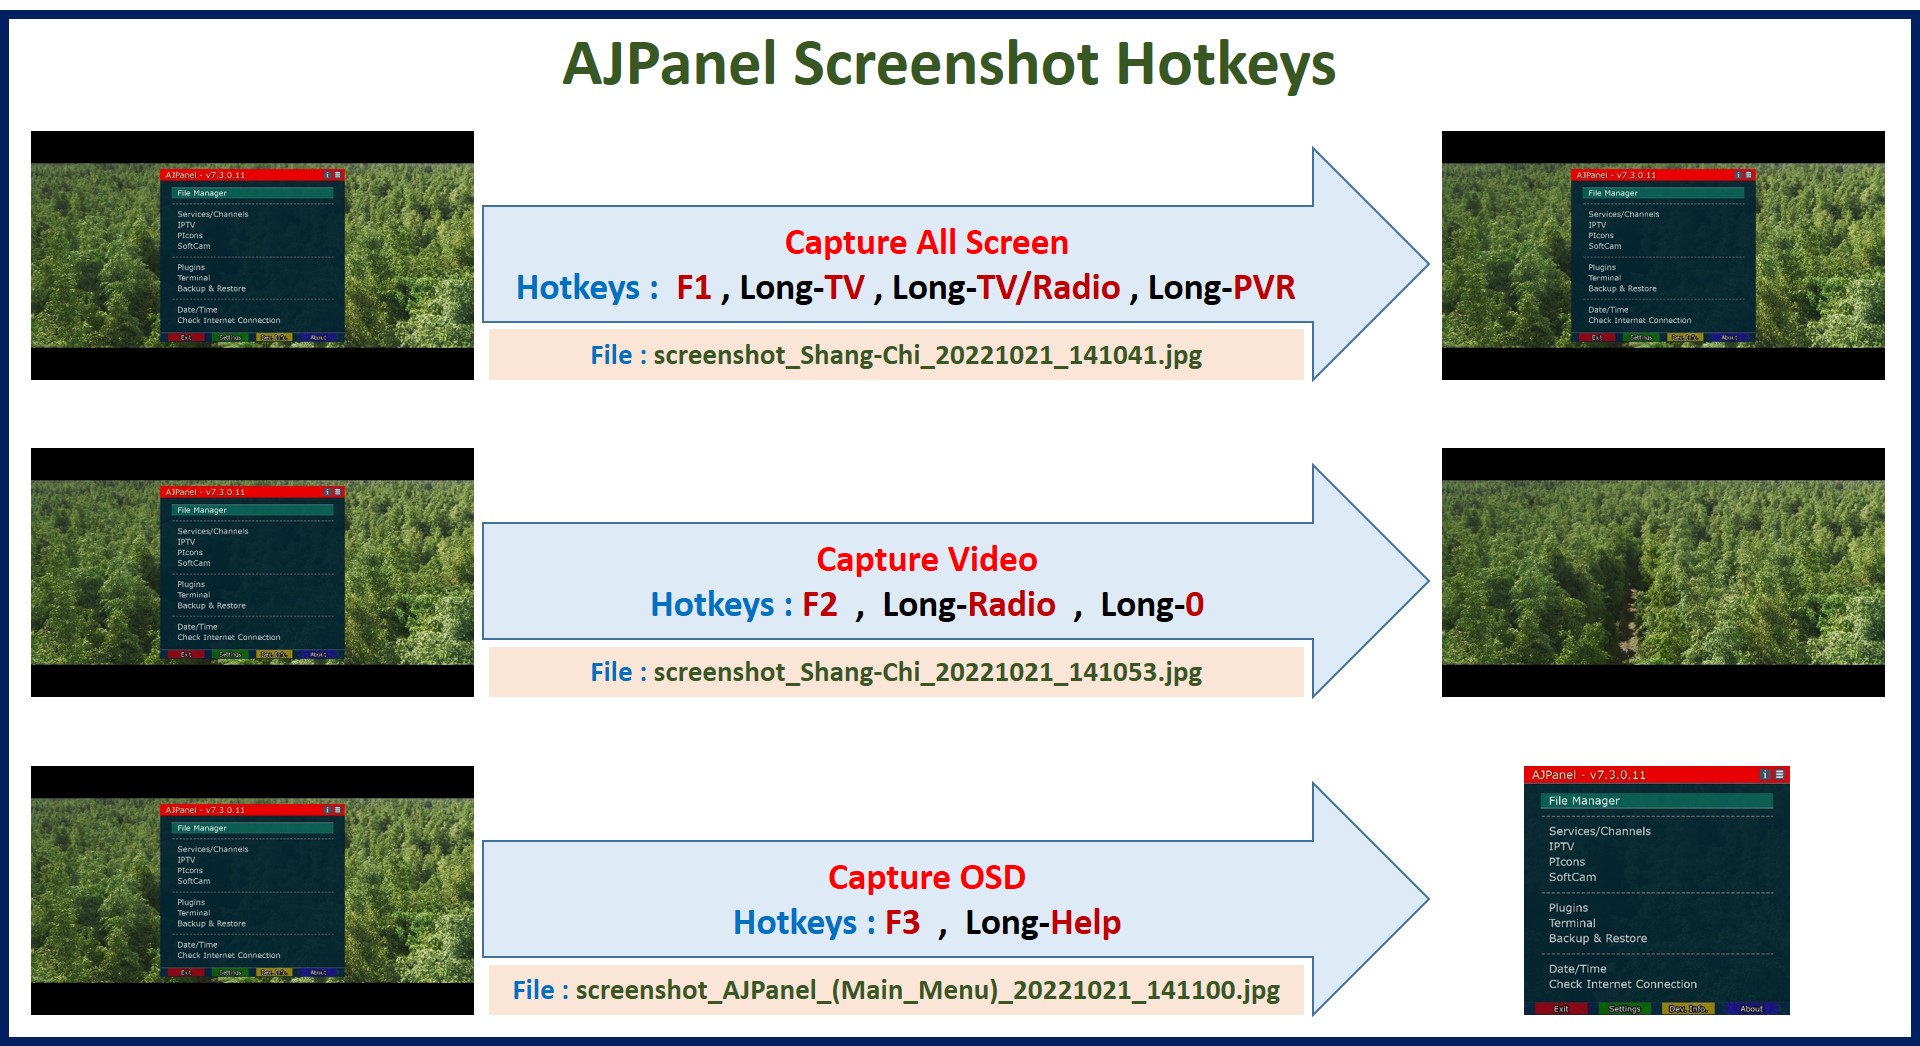 AJPanel Screenshot Hotkeys
AJPanel - v7.3.0.11
File Manager
Services/Channels
IPTV
PIcons
SoftCam
Plugins
Terminal
Backup & Restore
Date/Time
Check Internet Connection
Exit Settings Dev. Info. About
Capture All Screen
Hotkeys : F1 , Long-TV , Long-TV/Radio , Long-PVR
File : screenshot_Shang-Chi_20221021_141041.jpg
AJPanel - v7.3.0.11
File Manager
Services/Channels
IPTV
PIcons
SoftCam
Plugins
Terminal
Backup & Restore
Date/Time
Check Internet Connection
Exit Settings Dev. Info. About
AJPanel - v7.3.0.11
File Manager
Services/Channels
IPTV
PIcons
SoftCam
Plugins
Terminal
Backup & Restore
Date/Time
Check Internet Connection
Exit Settings Dev. Info. About
Capture Video
Hotkeys : F2 , Long-Radio , Long-0
File : screenshot_Shang-Chi_20221021_141053.jpg
AJPanel - v7.3.0.11
File Manager
Services/Channels
IPTV
PIcons
SoftCam
Plugins
Terminal
Backup & Restore
Date/Time
Check Internet Connection
Exit Settings Dev. Info. About
Capture OSD
Hotkeys : F3 , Long-Help
File : screenshot_AJPanel_(Main_Menu)_20221021_141100.jpg
AJPanel - v7.3.0.11
File Manager
Services/Channels
IPTV
PIcons
SoftCam
Plugins
Terminal
Backup & Restore
Date/Time
Check Internet Connection
Exit Settings Dev. Info. About